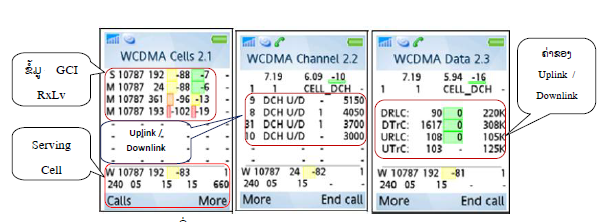 ຂໍ້ມູນ GCI
RxLv
Serving
Cell
WCDMA Cells 2.1
S 10787 192 -88 -7 -
M 10787 24 -88 -6 -
M 10787 361 -96 -13
M 10787 193 -102 -19
Uplink /
Downlink
W 10787 192 -83 1
240 05 15 15 660
Calls More
WCDMA Channel 2.2
7.19 6.09 -10
1 1 CELL_DCH -
9 DCH U/D - 5150
8 DCH U/D 1 4050
31 DCH U/D 1 3700
10 DCH U/D - 3000
W 10787 24 -82 1
240 05 15 15 -
More End call
WCDMA Data 2.3
7.19 5.94 -16
1 1 CELL_DCH -
DRLC: 90 0 220K
DTrC: 1617 0 308K
URLC: 108 0 105K
UTrC: 103 - 125K
W 10787 192 -81 1
240 05 15 15 -
More End call
ຄ່າຂອງ
Uplink /
Downlink